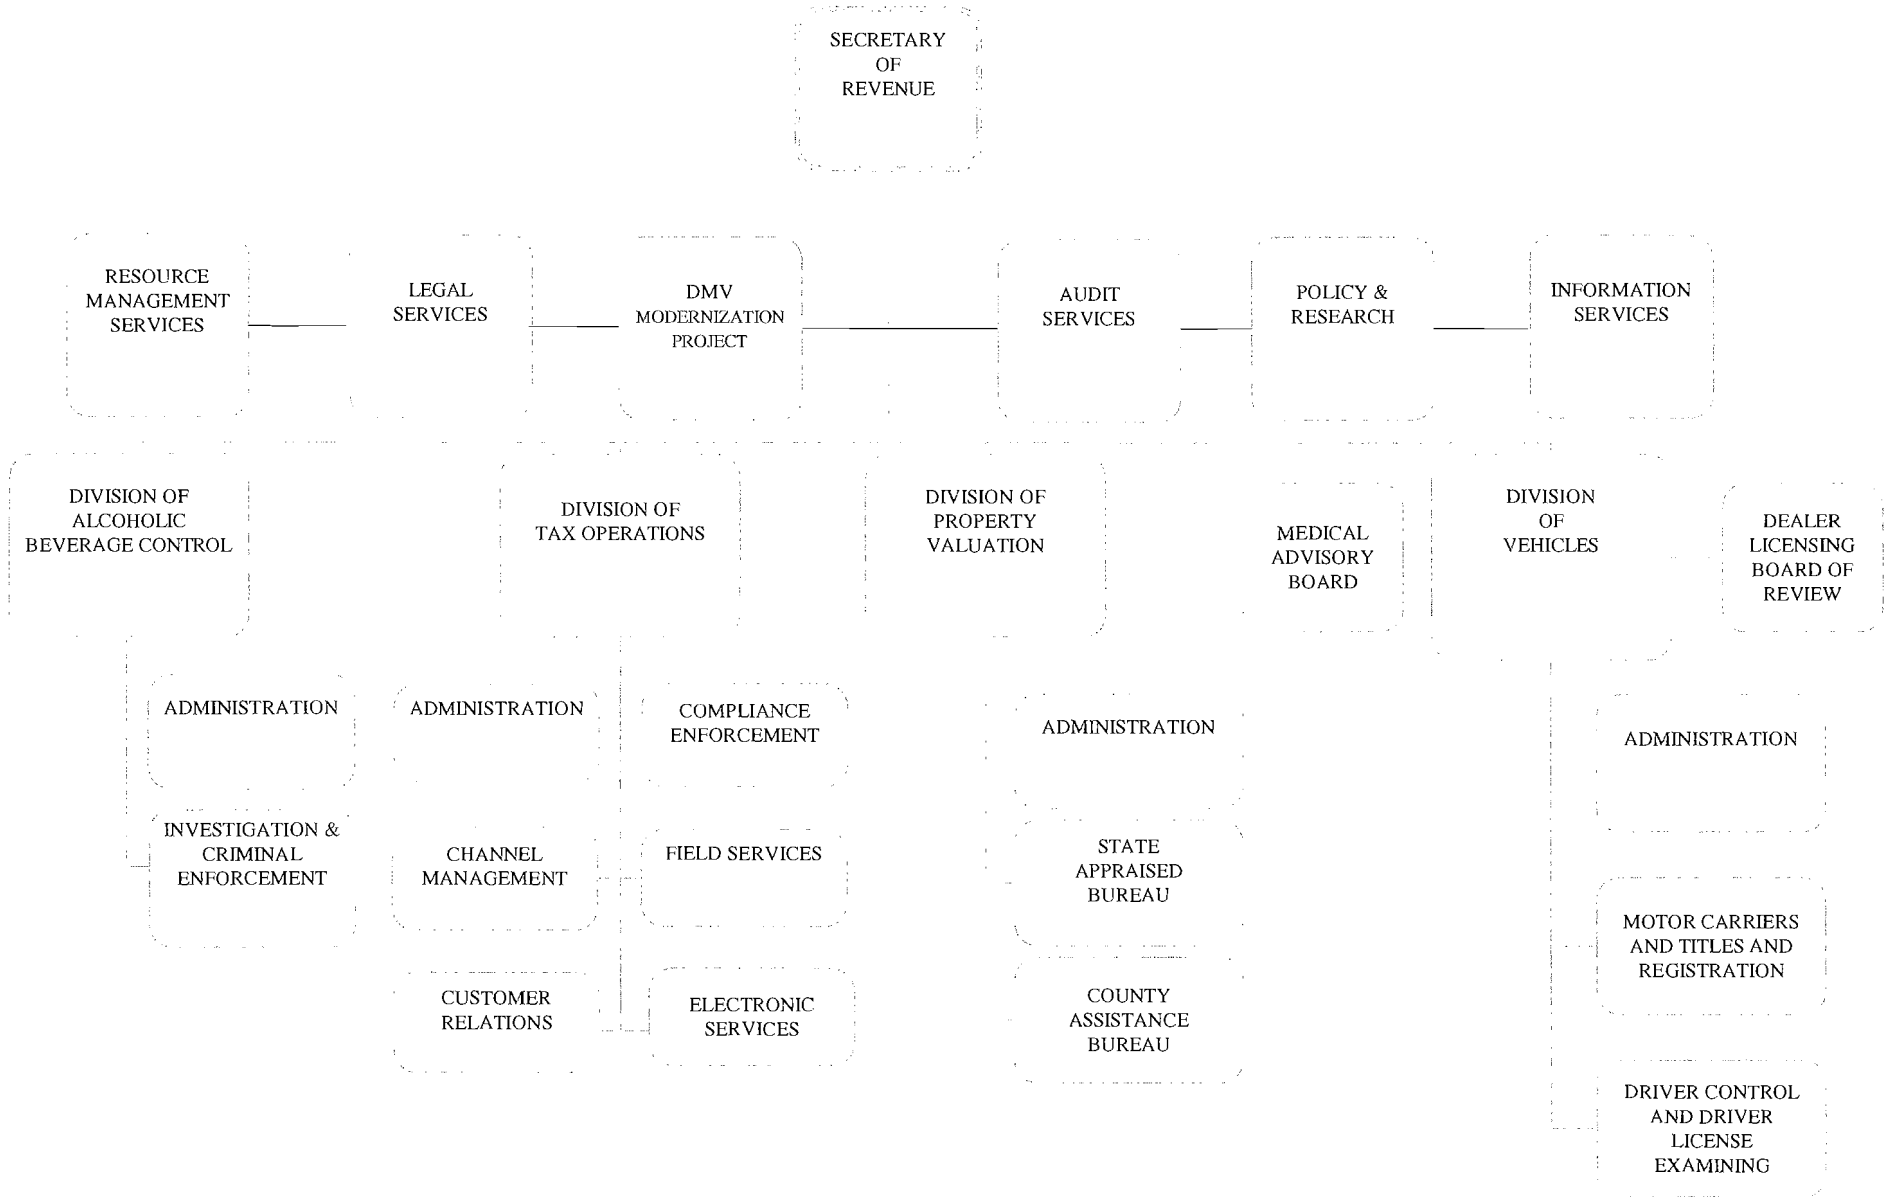 SECRETARY
OF
REVENUE
RESOURCE
MANAGEMENT
SERVICES
LEGAL
SERVICES
DMV
MODERNIZATION
PROJECT
AUDIT
SERVICES
POLICY &
RESEARCH
INFORMATION
SERVICES
DIVISION OF
ALCOHOLIC
BEVERAGE CONTROL
DIVISION OF
TAX OPERATIONS
DIVISION OF
PROPERTY
VALUATION
MEDICAL
ADVISORY
BOARD
DIVISION
OF
VEHICLES
DEALER
LICENSING
BOARD OF
REVIEW
ADMINISTRATION
INVESTIGATION &
CRIMINAL
ENFORCEMENT
ADMINISTRATION
CHANNEL
MANAGEMENT
CUSTOMER
RELATIONS
COMPLIANCE
ENFORCEMENT
FIELD SERVICES
ELECTRONIC
SERVICES
ADMINISTRATION
STATE
APPRAISED
BUREAU
COUNTY
ASSISTANCE
BUREAU
ADMINISTRATION
MOTOR CARRIERS
AND TITLES AND
REGISTRATION
DRIVER CONTROL
AND DRIVER
LICENSE
EXAMINING